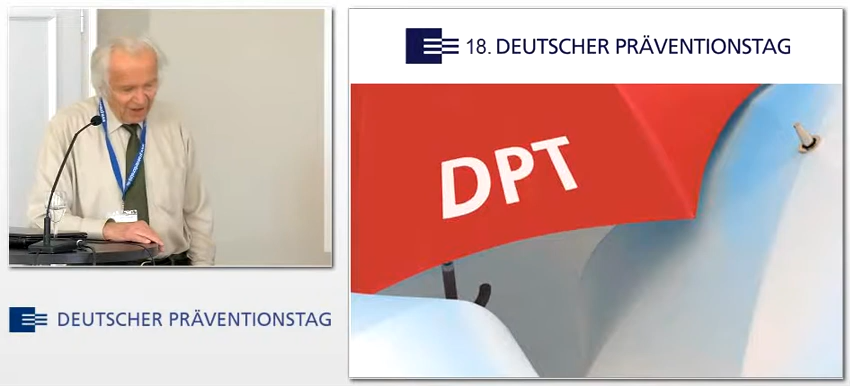 18. DEUTSCHER PRÄVENTIONSTAG
DPT
DEUTSCHER PRÄVENTIONSTAG